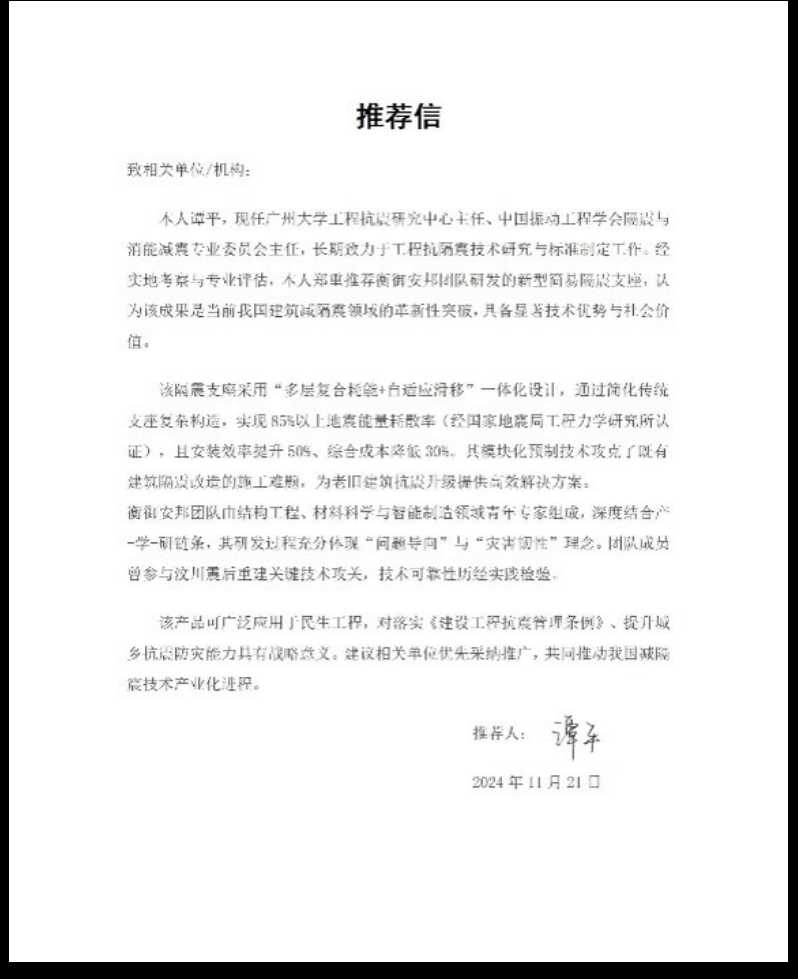 推荐信
致相关单位/机构：
本人谭平，现任广州大学工程抗震研究中心主任、中国振动工程学会隔震与
消能减震专业委员会主任，长期致力于工程抗隔震技术研究与标准制定工作。经
实地考察与专业评估，本人郑重推荐衡御安邦团队研发的新型简易隔震支座，认
为该成果是当前我国建筑减隔震领域的革新性突破，具备显著技术优势与社会价
值。
该隔震支座采用“多层复合耗能+自适应滑移”一体化设计，通过简化传统
支座复杂构造，实现 85%以上地震能量耗散率（经国家地震局工程力学研究所认
证），且安装效率提升 50%、综合成本降低 30%。其模块化预制技术攻克了既有
建筑隔震改造的施工难题，为老旧建筑抗震升级提供高效解决方案。
衡御安邦团队由结构工程、材料科学与智能制造领域青年专家组成，深度结合产
-学-研链条，其研发过程充分体现“问题导向”与“灾害韧性”理念。团队成员
曾参与汶川震后重建关键技术攻关，技术可靠性历经实践检验。
该产品可广泛应用于民生工程，对落实《建设工程抗震管理条例》、提升城
乡抗震防灾能力具有战略意义。建议相关单位优先采纳推广，共同推动我国减隔
震技术产业化进程。
推荐人： 谭平
2024 年 11 月 21 日